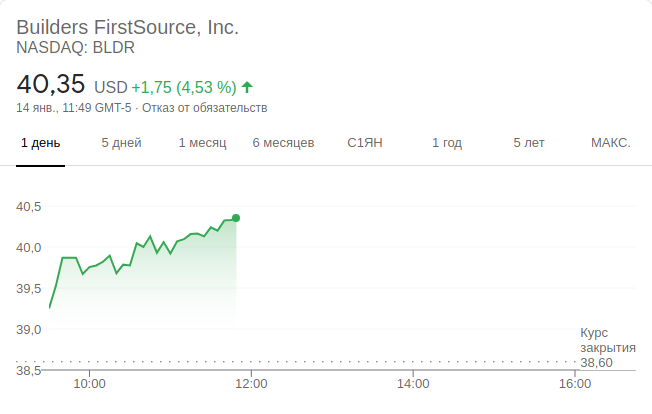 Builders FirstSource, Inc.
NASDAQ: BLDR
40,35 USD +1,75 (4,53 %)
14 янв., 11:49 GMT-5 · Отказ от обязательств
1 день 5 дней 1 месяц 6 месяцев С1ЯН 1 год 5 лет МАКС.
40,5
40,0
39,5
39,0
Курс
закрытия
38,60
38,5
10:00 12:00 14:00 16:00